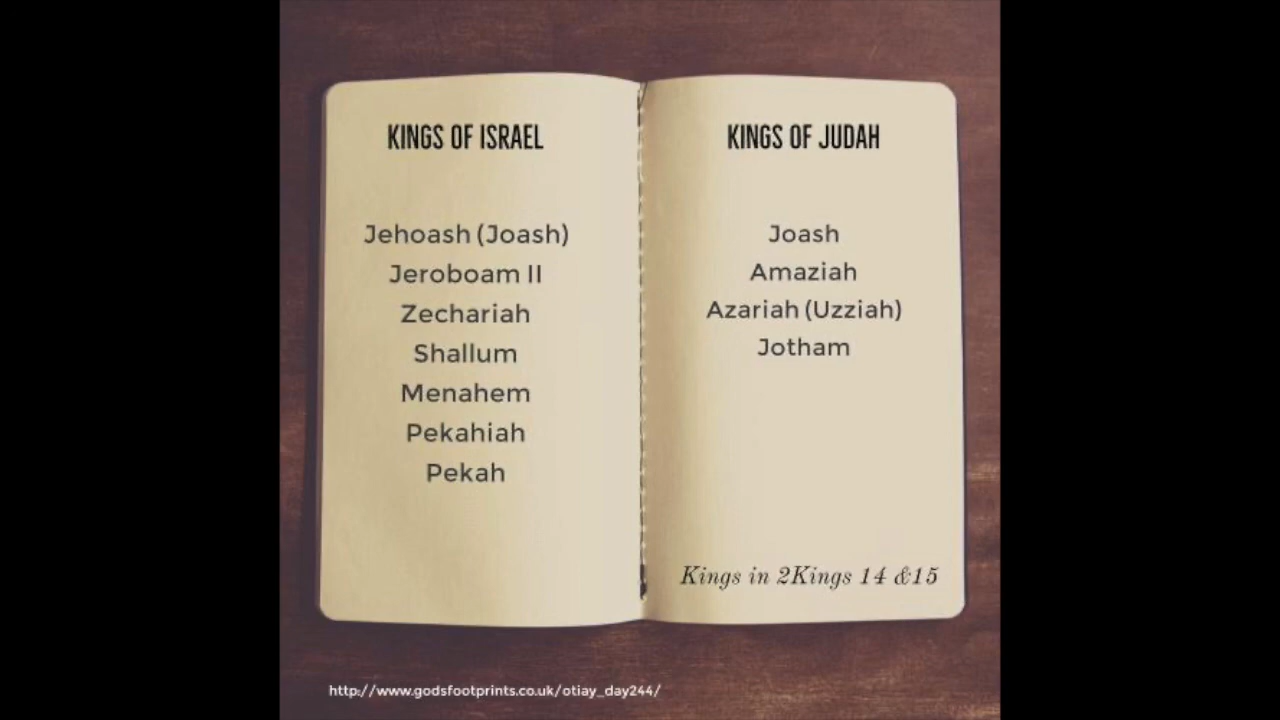 KINGS OF ISRAEL
Jehoash (Joash)
Jeroboam II
Zechariah
Shallum
Menahem
Pekahiah
Pekah
KINGS OF JUDAH
Joash
Amaziah
Azariah (Uzziah)
Jotham
Kings in 2Kings 14 &15
http://www.godsfootprints.co.uk/otiay_day244/